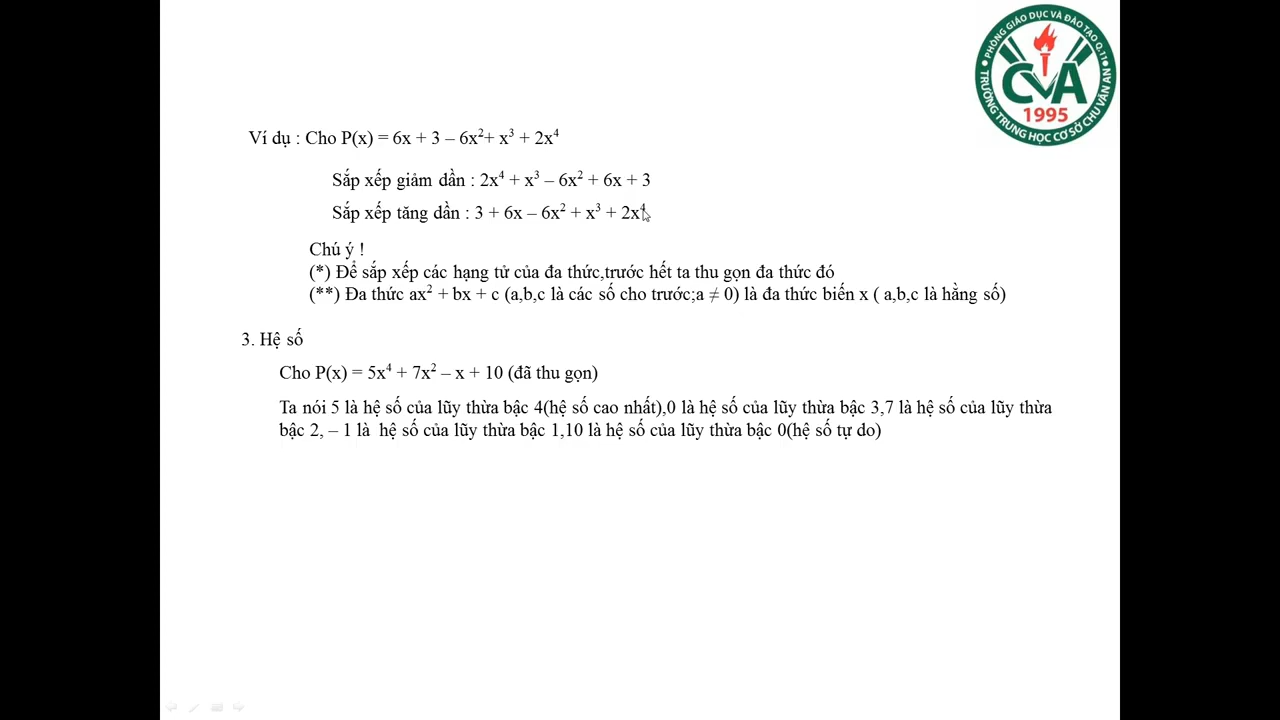 PHÒNG GIÁO DỤC VÀ ĐÀO TẠO Q.11
CVA
1995
TRƯỜNG TRUNG HỌC CƠ SỞ CHU VĂN AN
Ví dụ : Cho P(x) = 6x + 3 – 6x²+ x³ + 2x⁴
Sắp xếp giảm dần : 2x⁴ + x³ – 6x² + 6x + 3
Sắp xếp tăng dần : 3 + 6x – 6x² + x³ + 2x⁴
Chú ý !
(*) Để sắp xếp các hạng tử của đa thức,trước hết ta thu gọn đa thức đó
(**) Đa thức ax² + bx + c (a,b,c là các số cho trước;a ≠ 0) là đa thức biến x ( a,b,c là hằng số)
3. Hệ số
Cho P(x) = 5x⁴ + 7x² – x + 10 (đã thu gọn)
Ta nói 5 là hệ số của lũy thừa bậc 4(hệ số cao nhất),0 là hệ số của lũy thừa bậc 3,7 là hệ số của lũy thừa
bậc 2, – 1 là hệ số của lũy thừa bậc 1,10 là hệ số của lũy thừa bậc 0(hệ số tự do)